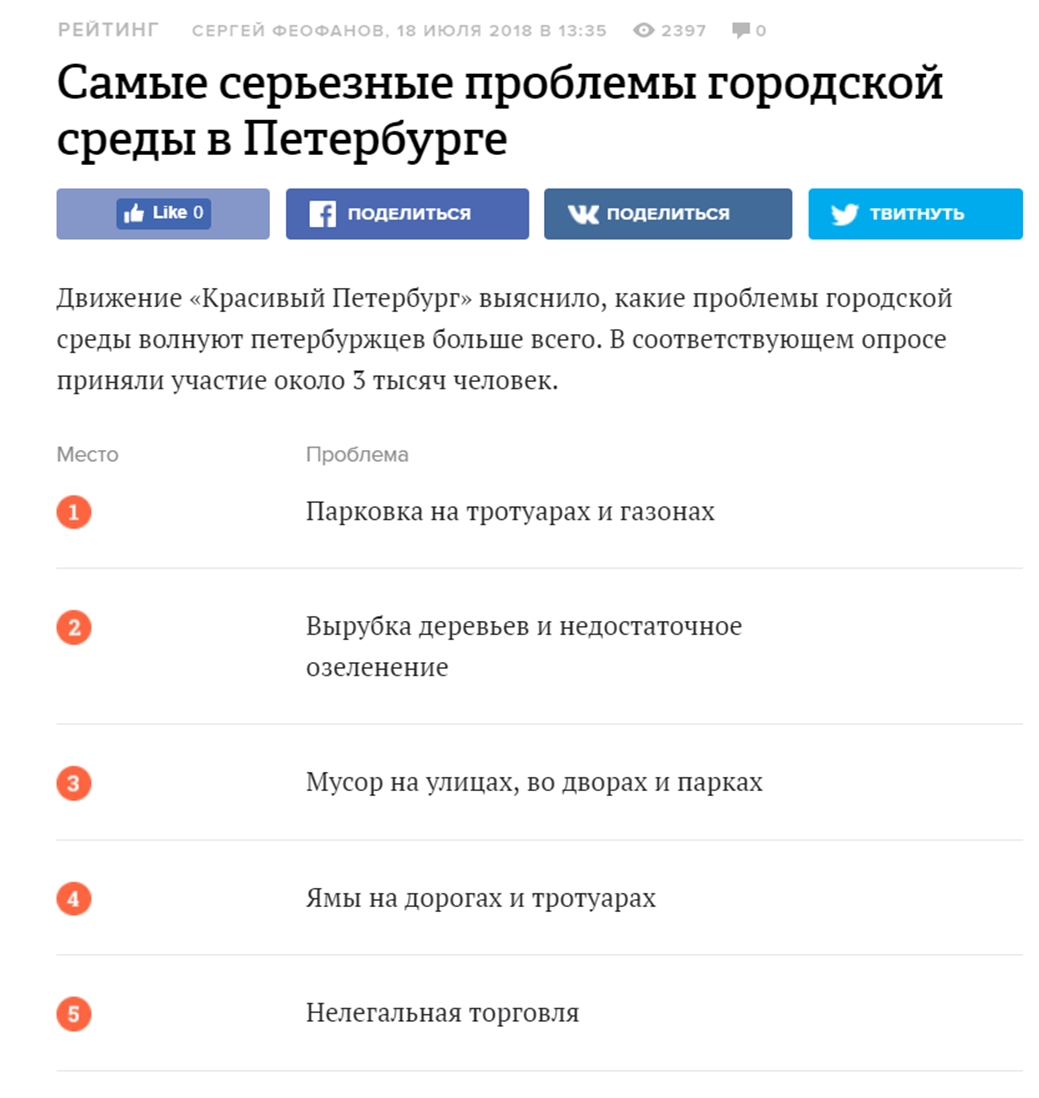 РЕЙТИНГ СЕРГЕЙ ФЕОФАНОВ, 18 ИЮЛЯ 2018 В 13:35 2397 0
Самые серьезные проблемы городской
среды в Петербурге
Like 0 ПОДЕЛИТЬСЯ ПОДЕЛИТЬСЯ ТВИТНУТЬ
Движение «Красивый Петербург» выяснило, какие проблемы городской
среды волнуют петербуржцев больше всего. В соответствующем опросе
приняли участие около 3 тысяч человек.
Место Проблема
1 Парковка на тротуарах и газонах
2 Вырубка деревьев и недостаточное
озеленение
3 Мусор на улицах, во дворах и парках
4 Ямы на дорогах и тротуарах
5 Нелегальная торговля